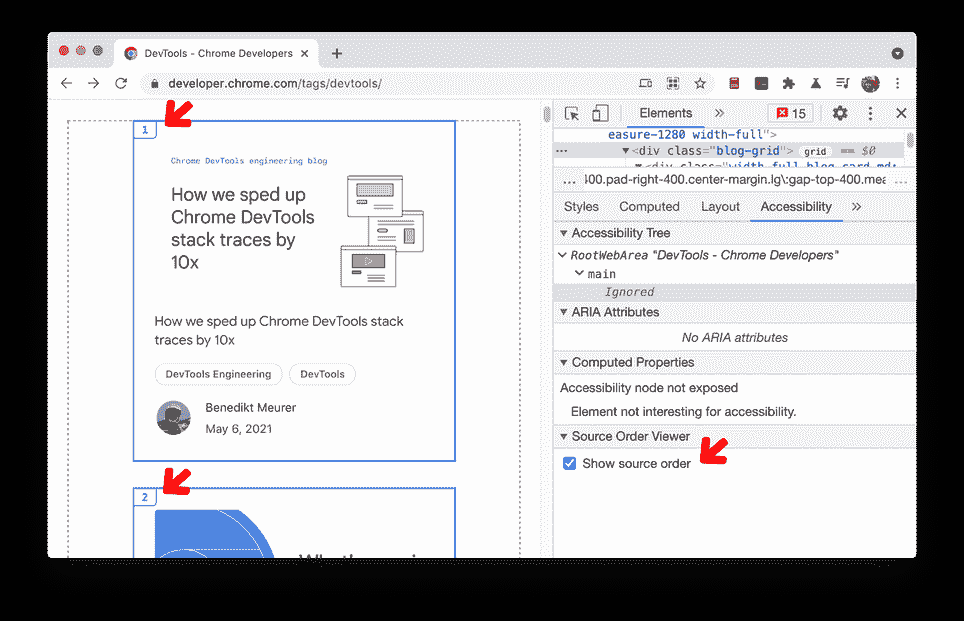 DevTools - Chrome Developers
developer.chrome.com/tags/devtools/
1
Chrome DevTools engineering blog
How we sped up
Chrome DevTools
stack traces by
10x
How we sped up Chrome DevTools stack
traces by 10x
DevTools Engineering DevTools
Benedikt Meurer
May 6, 2021
2
Elements » 15
easure-1280 width-full">
▼<div class="blog-grid"> grid == $0
▼<div class="width-full blog-card md:
... 400.pad-right-400.center-margin.lg\:gap-top-400.mea ...
Styles Computed Layout Accessibility »
▼ Accessibility Tree
RootWebArea "DevTools - Chrome Developers"
main
Ignored
▼ ARIA Attributes
No ARIA attributes
▼ Computed Properties
Accessibility node not exposed
Element not interesting for accessibility.
▼ Source Order Viewer
Show source order